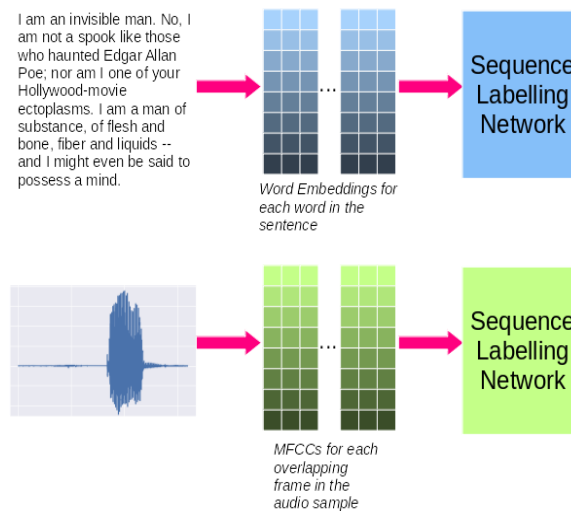 I am an invisible man. No, I
am not a spook like those
who haunted Edgar Allan
Poe; nor am I one of your
Hollywood-movie
ectoplasms. I am a man of
substance, of flesh and
bone, fiber and liquids --
and I might even be said to
possess a mind.
...
Word Embeddings for
each word in the
sentence
Sequence
Labelling
Network
...
MFCCs for each
overlapping
frame in the
audio sample
Sequence
Labelling
Network